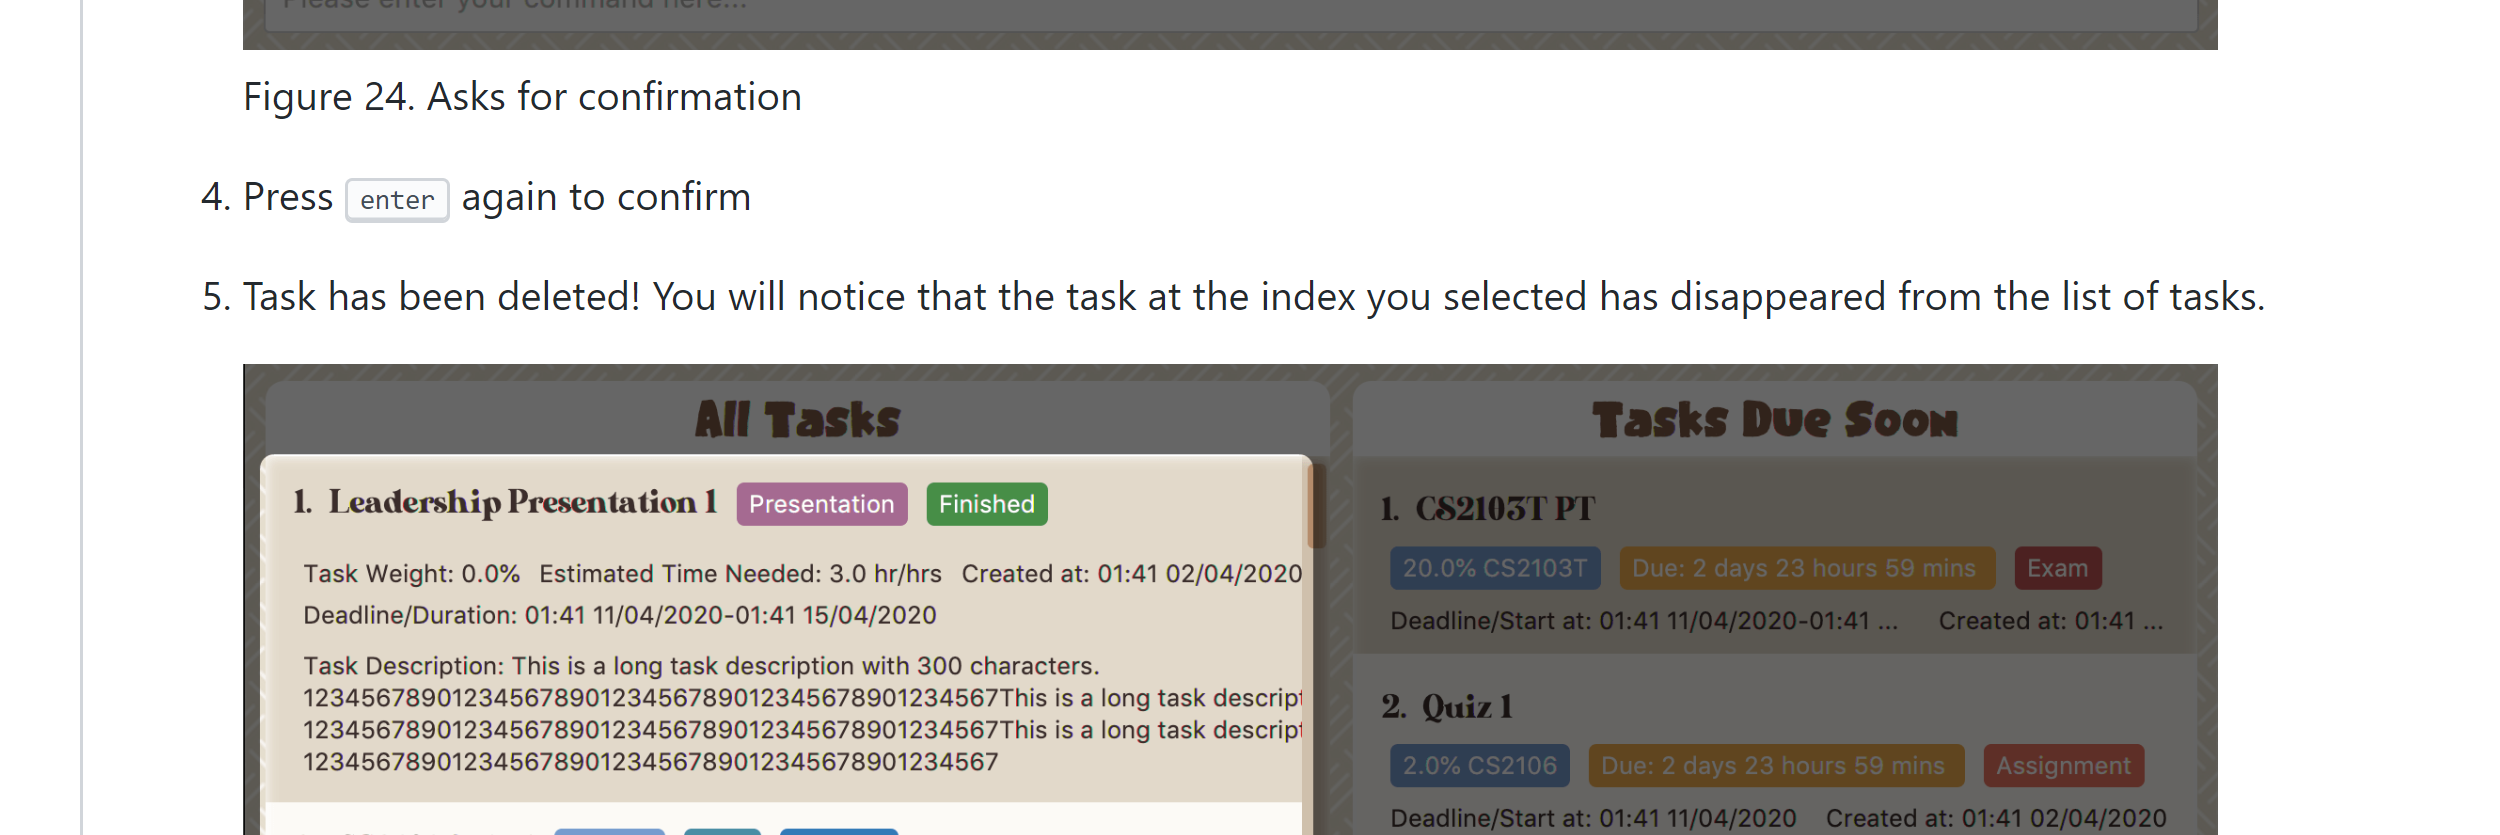 Please enter your command here...
Figure 24. Asks for confirmation
4. Press enter again to confirm
5. Task has been deleted! You will notice that the task at the index you selected has disappeared from the list of tasks.
All Tasks
1. Leadership Presentation 1 Presentation Finished
Task Weight: 0.0% Estimated Time Needed: 3.0 hr/hrs Created at: 01:41 02/04/2020
Deadline/Duration: 01:41 11/04/2020-01:41 15/04/2020
Task Description: This is a long task description with 300 characters.
12345678901234567890123456789012345678901234567This is a long task descript
12345678901234567890123456789012345678901234567This is a long task descript
12345678901234567890123456789012345678901234567
Tasks Due Soon
1. CS2103T PT
20.0% CS2103T Due: 2 days 23 hours 59 mins Exam
Deadline/Start at: 01:41 11/04/2020-01:41 ... Created at: 01:41 ...
2. Quiz 1
2.0% CS2106 Due: 2 days 23 hours 59 mins Assignment
Deadline/Start at: 01:41 11/04/2020 Created at: 01:41 02/04/2020